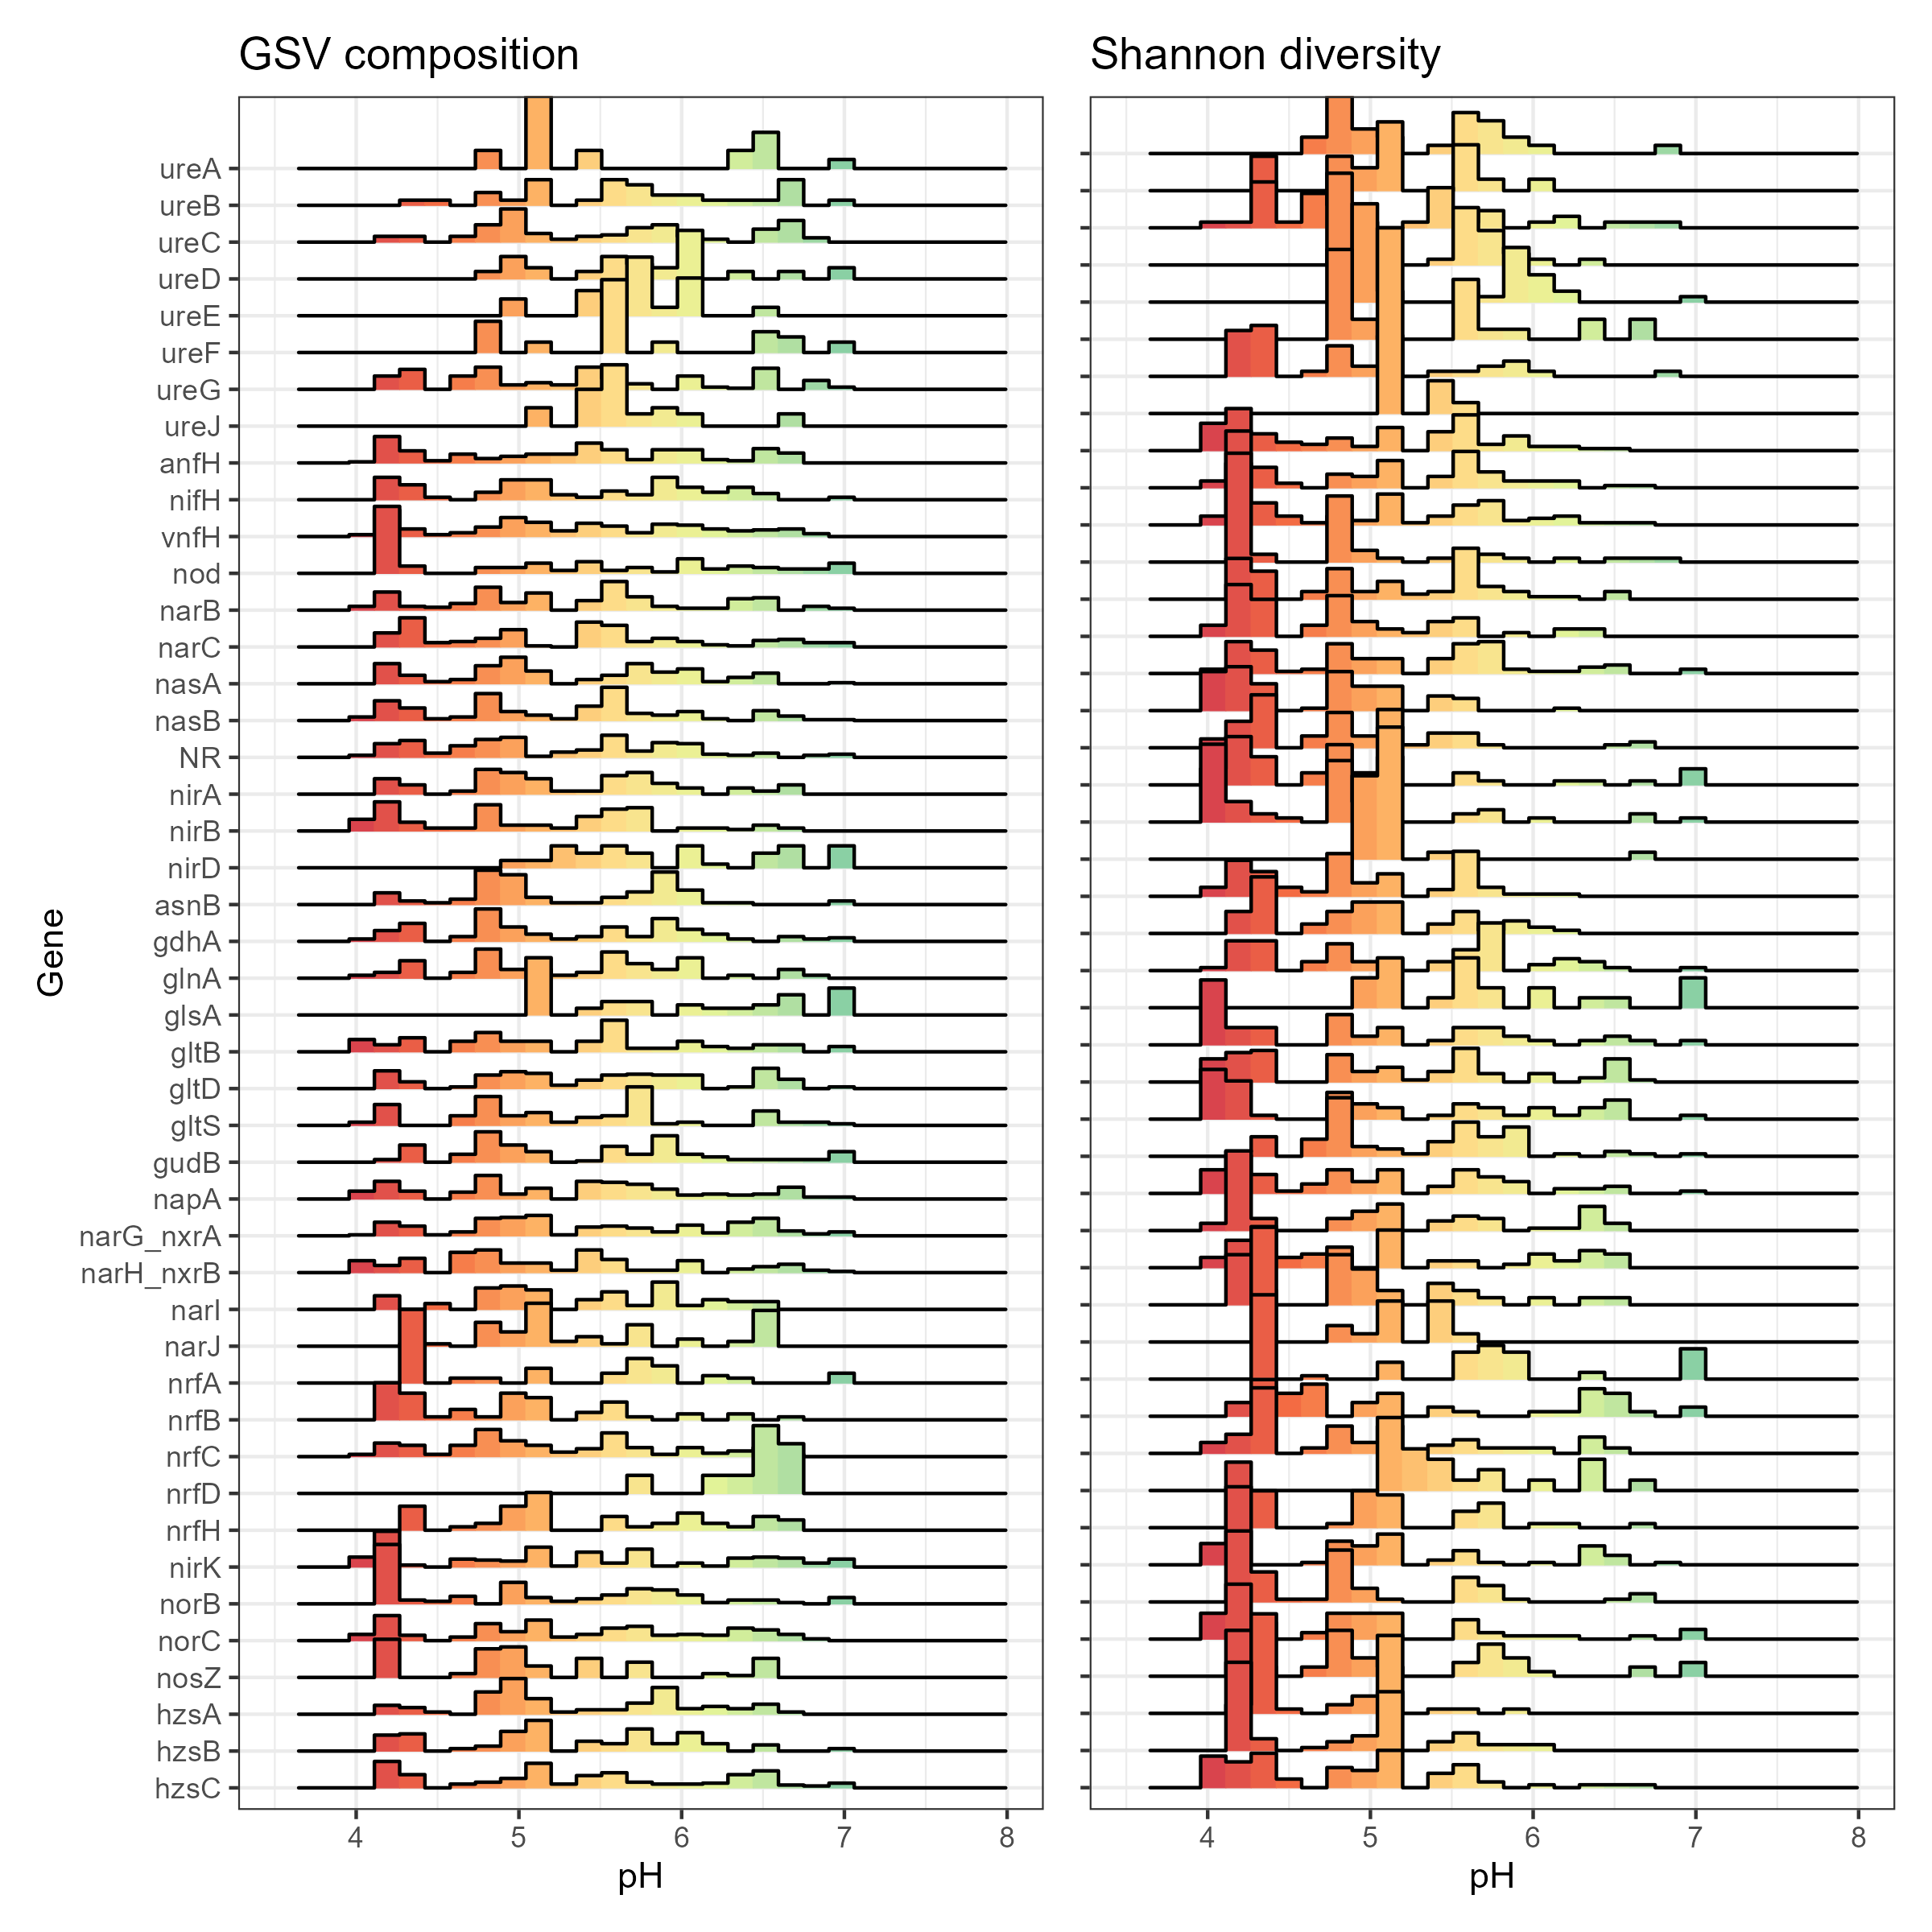 GSV composition
Shannon diversity
Gene
ureA
ureB
ureC
ureD
ureE
ureF
ureG
ureJ
anfH
nifH
vnfH
nod
narB
narC
nasA
nasB
NR
nirA
nirB
nirD
asnB
gdhA
glnA
glsA
gltB
gltD
gltS
gudB
napA
narG_nxrA
narH_nxrB
narI
narJ
nrfA
nrfB
nrfC
nrfD
nrfH
nirK
norB
norC
nosZ
hzsA
hzsB
hzsC
4 5 6 7 8
4 5 6 7 8
pH
pH